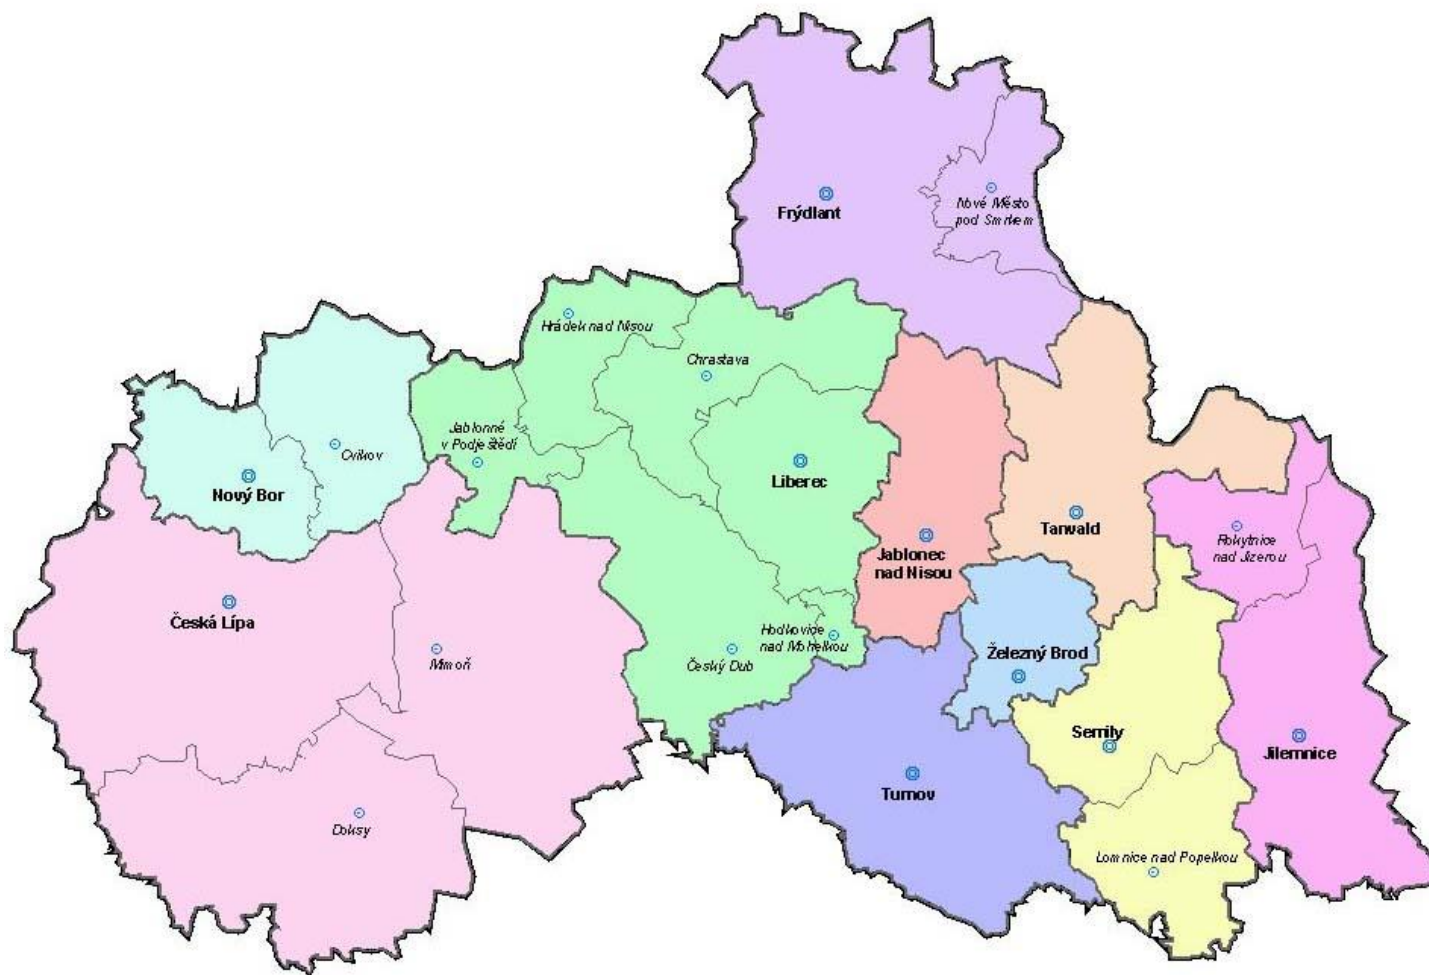 Frýdlant
Nové Město
pod Smrkem
Hrádek nad Nisou
Chrastava
Jablonné
v Podještědí
Cvikov
Nový Bor
Liberec
Jablonec
nad Nisou
Tanvald
Rokytnice
nad Jizerou
Česká Lípa
Mimoň
Český Dub
Hodkovice
nad Mohelkou
Železný Brod
Semily
Jilemnice
Turnov
Doksy
Lomnice nad Popelkou